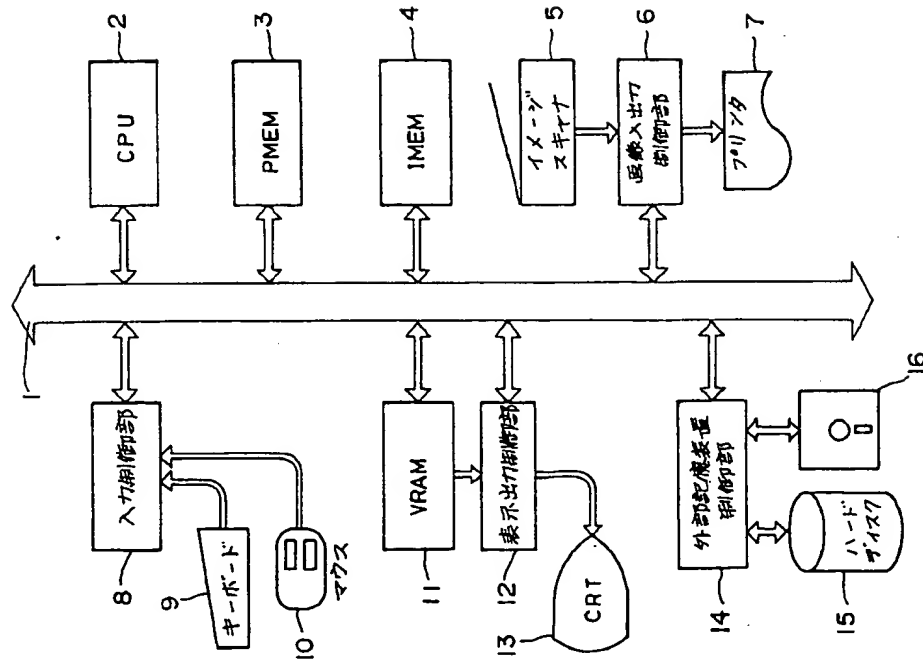 1
CPU
2
PMEM
3
IMEM
4
イメージ
スキャナ
5
画像入出力
制御部
6
プリンタ
7
入力制御部
8
キーボード
9
マウス
10
VRAM
11
表示出力制御部
12
CRT
13
外部記憶装置
制御部
14
ハード
ディスク
15
16